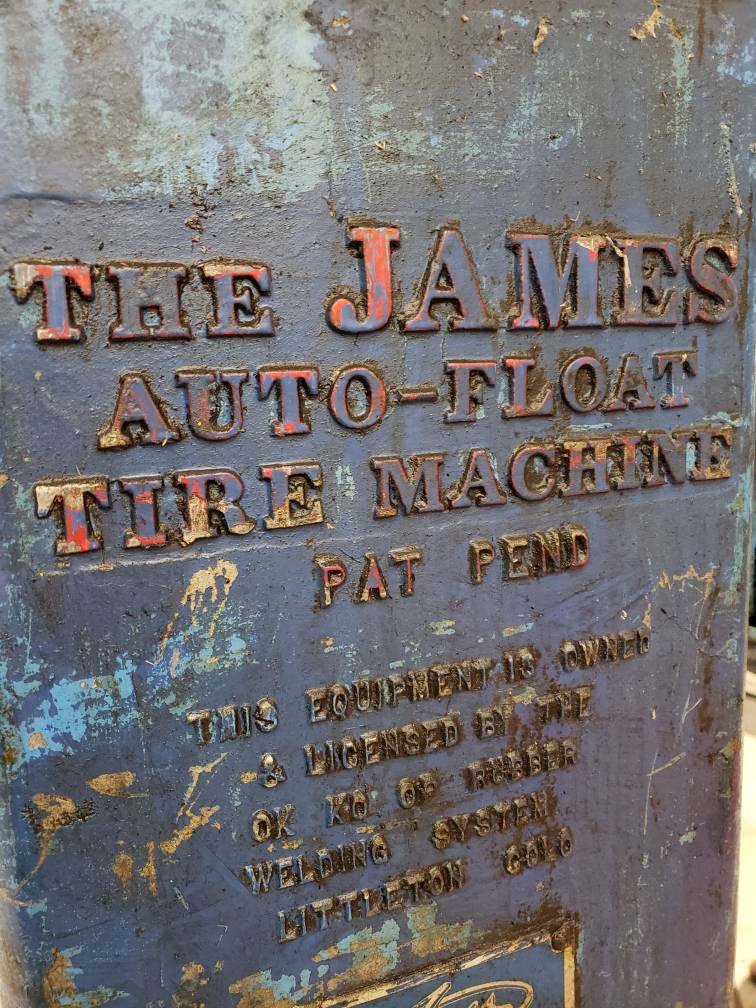 THE JAMES
AUTO-FLOAT
TIRE MACHINE
PAT PEND
THIS EQUIPMENT IS OWNED
& LICENSED BY THE
OK KO OF RUBBER
WELDING SYSTEM
LITTLETON COLO